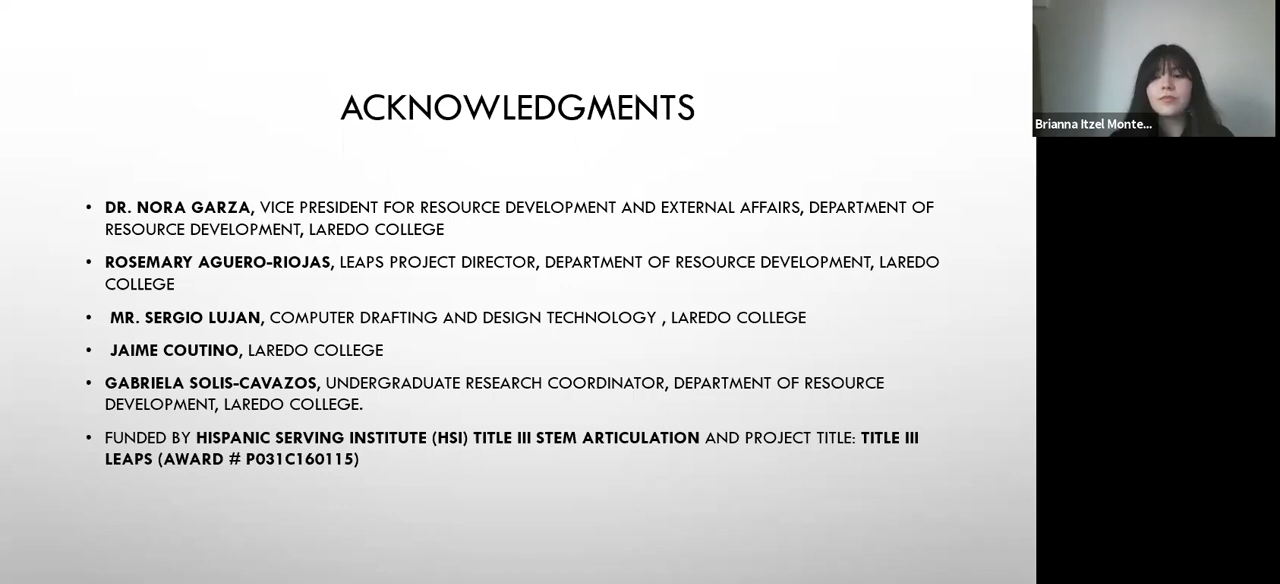 ACKNOWLEDGMENTS
• DR. NORA GARZA, VICE PRESIDENT FOR RESOURCE DEVELOPMENT AND EXTERNAL AFFAIRS, DEPARTMENT OF
RESOURCE DEVELOPMENT, LAREDO COLLEGE
• ROSEMARY AGUERO-RIOJAS, LEAPS PROJECT DIRECTOR, DEPARTMENT OF RESOURCE DEVELOPMENT, LAREDO
COLLEGE
• MR. SERGIO LUJAN, COMPUTER DRAFTING AND DESIGN TECHNOLOGY , LAREDO COLLEGE
• JAIME COUTINO, LAREDO COLLEGE
• GABRIELA SOLIS-CAVAZOS, UNDERGRADUATE RESEARCH COORDINATOR, DEPARTMENT OF RESOURCE
DEVELOPMENT, LAREDO COLLEGE.
• FUNDED BY HISPANIC SERVING INSTITUTE (HSI) TITLE III STEM ARTICULATION AND PROJECT TITLE: TITLE III
LEAPS (AWARD # P031C160115)
Brianna Itzel Monte...